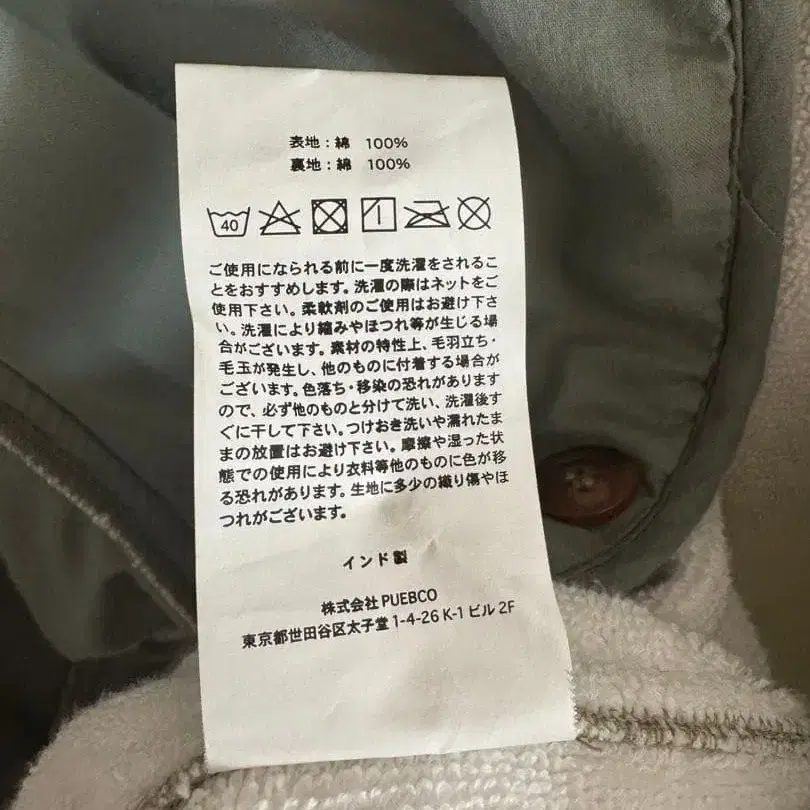 表地：綿　100%
裏地：綿　100%
40
ご使用になられる前に一度洗濯をされるこ
とをおすすめします。洗濯の際はネットをご
使用下さい。柔軟剤のご使用はお避け下さ
い。洗濯により縮みやほつれ等が生じる場
合がございます。素材の特性上、毛羽立ち・
毛玉が発生し、他のものに付着する場合が
ございます。色落ち・移染の恐れがあります
ので、必ず他のものと分けて洗い、洗濯後す
ぐに干して下さい。つけおき洗いや濡れたま
まの放置はお避け下さい。摩擦や湿った状
態での使用により衣料等他のものに色が移
る恐れがあります。生地に多少の織り傷やほ
つれがございます。
インド製
株式会社 PUEBCO
東京都世田谷区太子堂 1-4-26 K-1 ビル 2F